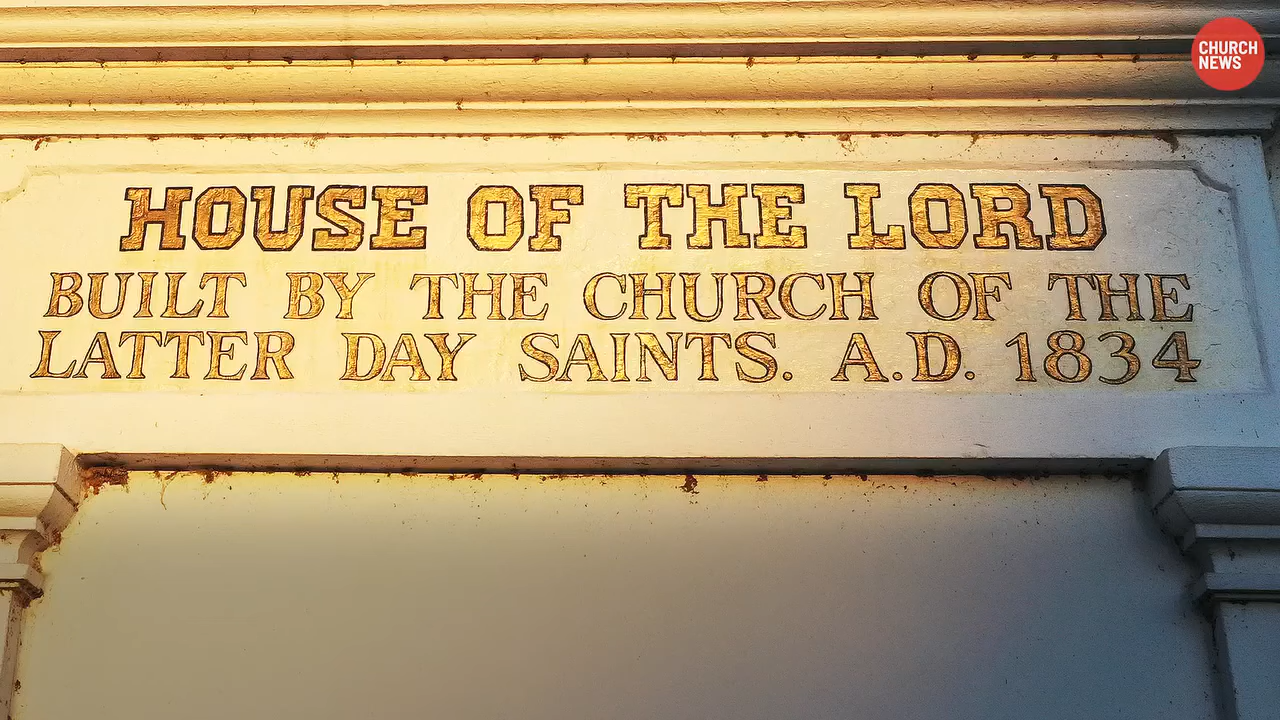 CHURCH
NEWS
HOUSE OF THE LORD
BUILT BY THE CHURCH OF THE
LATTER DAY SAINTS. A.D. 1834